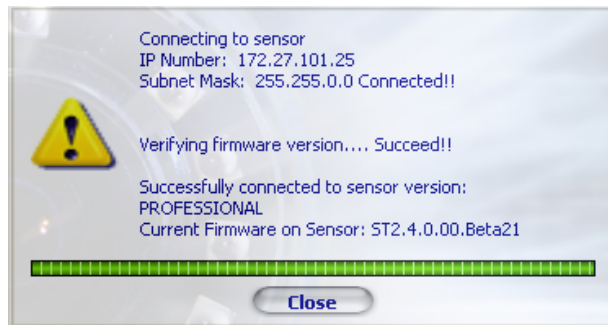 Connecting to sensor
IP Number: 172.27.101.25
Subnet Mask: 255.255.0.0 Connected!!
Verifying firmware version.... Succeed!!
Successfully connected to sensor version:
PROFESSIONAL
Current Firmware on Sensor: ST2.4.0.00.Beta21
Close